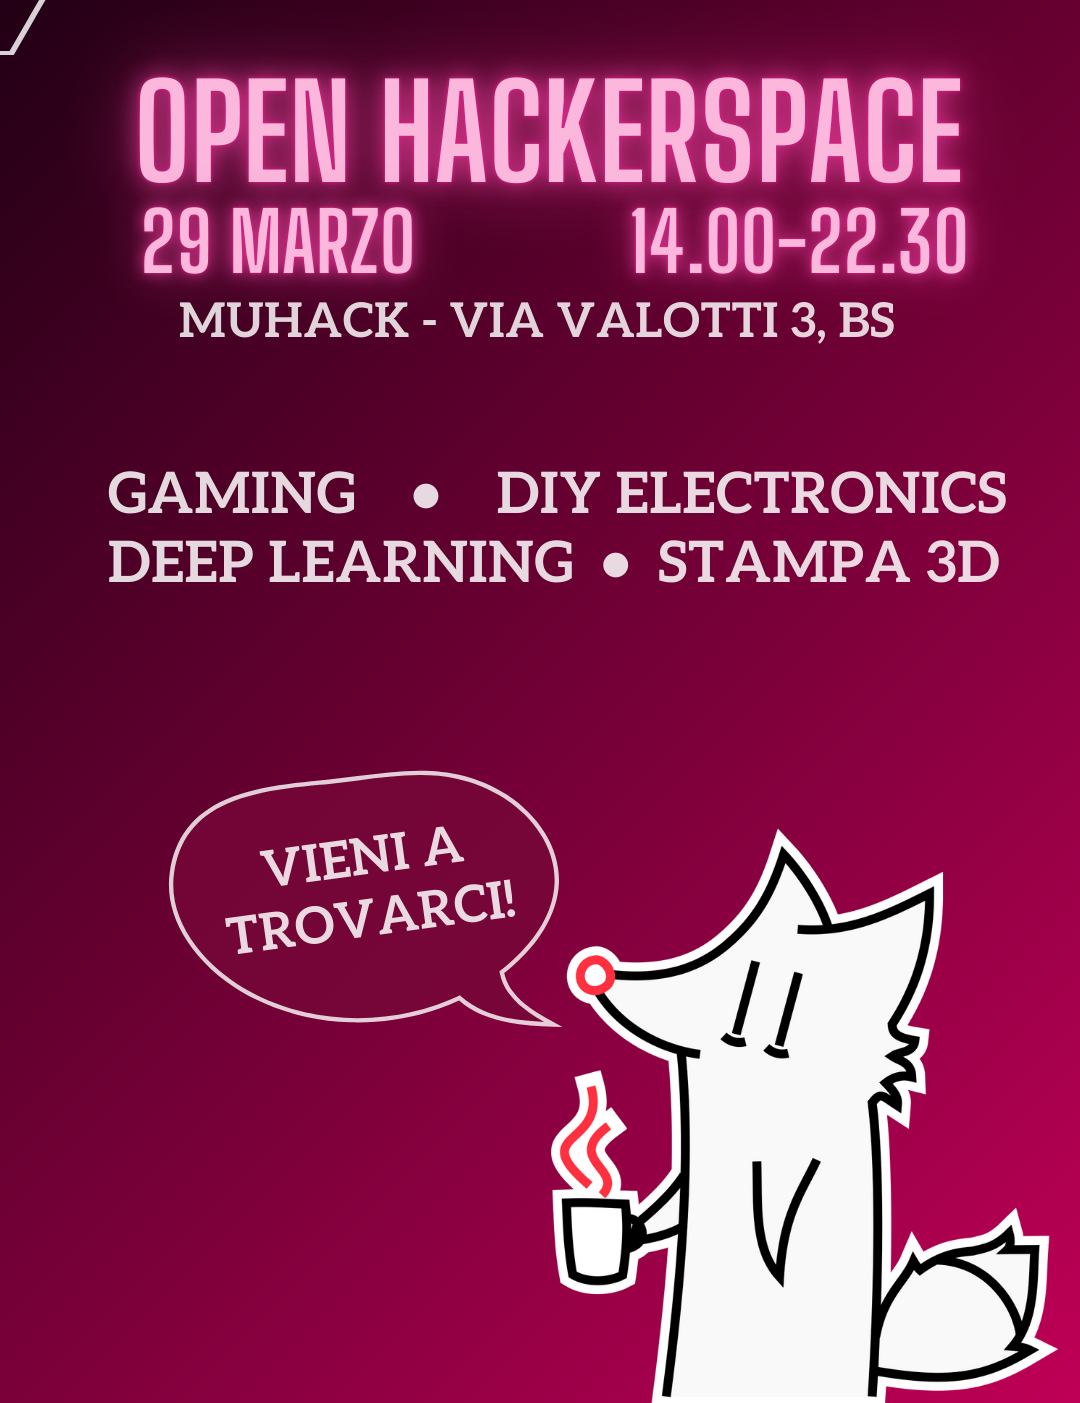 OPEN HACKERSPACE
29 MARZO 14.00-22.30
MUHACK - VIA VALOTTI 3, BS
GAMING • DIY ELECTRONICS
DEEP LEARNING • STAMPA 3D
VIENI A
TROVARCI!